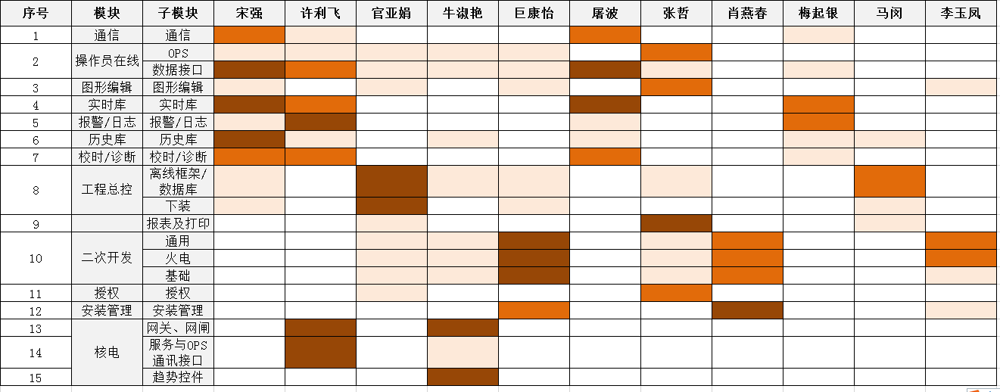 序号 模块 子模块 宋强 许利飞 官亚娟 牛淑艳 巨康怡 屠波 张哲 肖燕春 梅起银 马闵 李玉凤
1 通信 通信
2 操作员在线 OPS
数据接口
3 图形编辑 图形编辑
4 实时库 实时库
5 报警/日志 报警/日志
6 历史库 历史库
7 校时/诊断 校时/诊断
8 工程总控 离线框架/
数据库
下装
9 报表及打印
10 二次开发 通用
火电
基础
11 授权 授权
12 安装管理 安装管理
13 核电 网关、网闸
14 服务与OPS
通讯接口
15 趋势控件